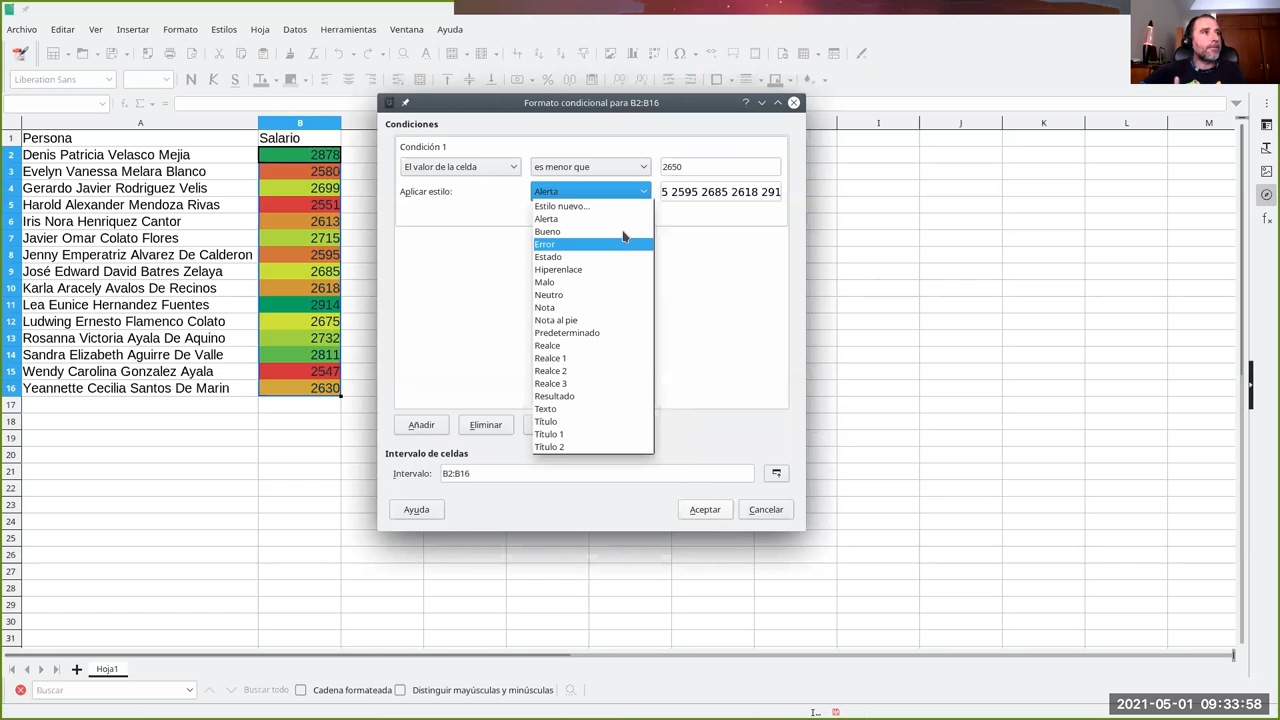 Archivo Editar Ver Insertar Formato Estilos Hoja Datos Herramientas Ventana Ayuda
Liberation Sans
N K S
Formato condicional para B2:B16
Condiciones
Condición 1
El valor de la celda es menor que 2650
Aplicar estilo: Alerta 5 2595 2685 2618 291
Estilo nuevo...
Alerta
Bueno
Error
Estado
Hiperenlace
Malo
Neutro
Nota
Nota al pie
Predeterminado
Realce
Realce 1
Realce 2
Realce 3
Resultado
Texto
Título
Título 1
Título 2
Añadir Eliminar
Intervalo de celdas
Intervalo: B2:B16
Ayuda Aceptar Cancelar
A B I J K L M
1 Persona Salario
2 Denis Patricia Velasco Mejia 2878
3 Evelyn Vanessa Melara Blanco 2580
4 Gerardo Javier Rodriguez Velis 2699
5 Harold Alexander Mendoza Rivas 2551
6 Iris Nora Henriquez Cantor 2613
7 Javier Omar Colato Flores 2715
8 Jenny Emperatriz Alvarez De Calderon 2595
9 José Edward David Batres Zelaya 2685
10 Karla Aracely Avalos De Recinos 2618
11 Lea Eunice Hernandez Fuentes 2914
12 Ludwing Ernesto Flamenco Colato 2675
13 Rosanna Victoria Ayala De Aquino 2732
14 Sandra Elizabeth Aguirre De Valle 2811
15 Wendy Carolina Gonzalez Ayala 2547
16 Yeannette Cecilia Santos De Marin 2630
17
18
19
20
21
22
23
24
25
26
27
28
29
30
31
Hoja1
Buscar Buscar todo Cadena formateada Distinguir mayúsculas y minúsculas
2021-05-01 09:33:58